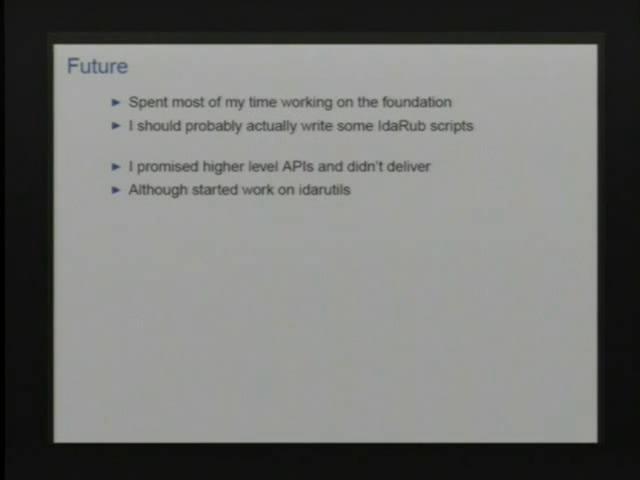 Future
► Spent most of my time working on the foundation
► I should probably actually write some IdaRub scripts
► I promised higher level APIs and didn't deliver
► Although started work on idarutils